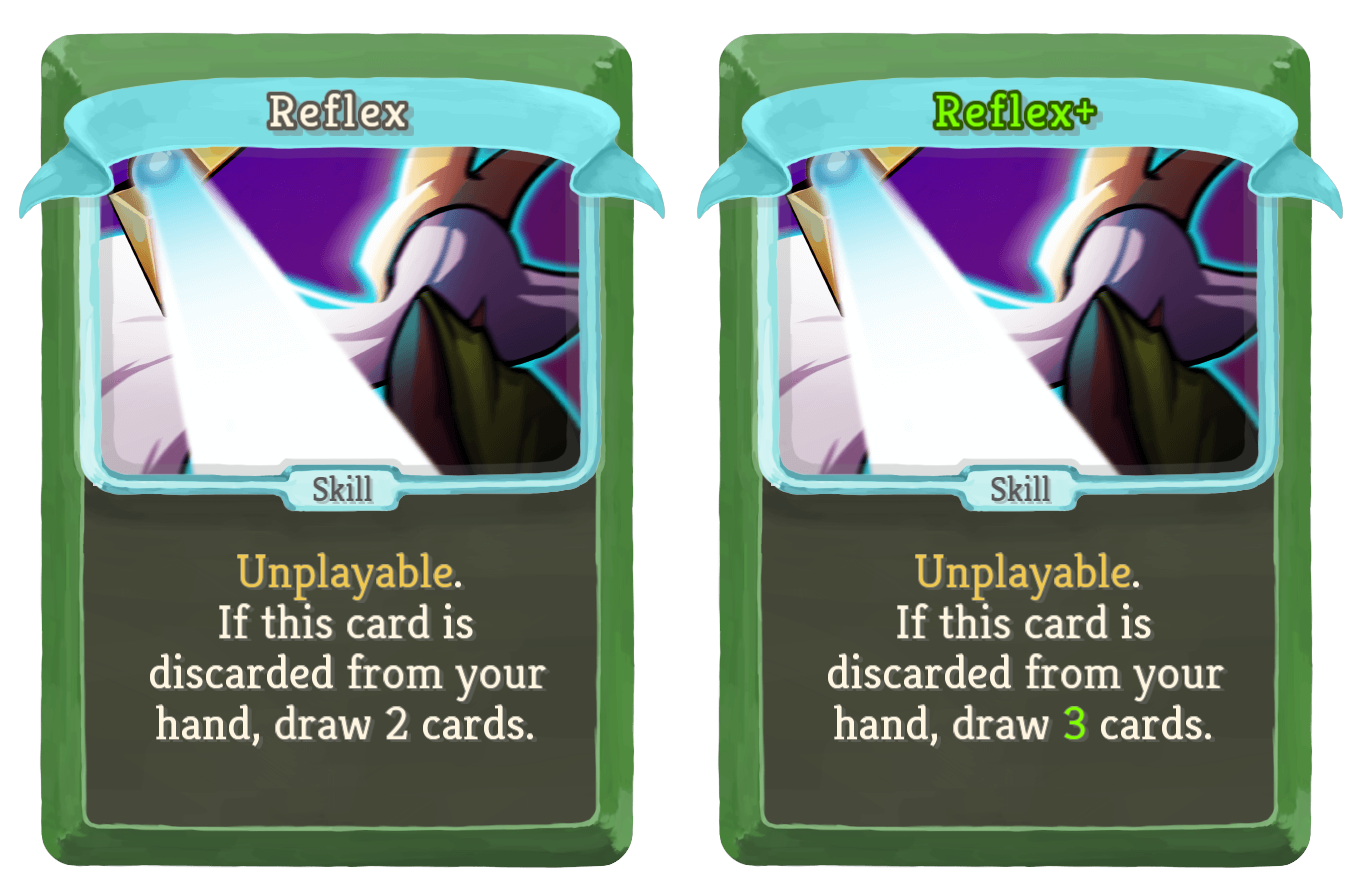 Reflex
Skill
Unplayable.
If this card is
discarded from your
hand, draw 2 cards.
Reflex+
Skill
Unplayable.
If this card is
discarded from your
hand, draw 3 cards.